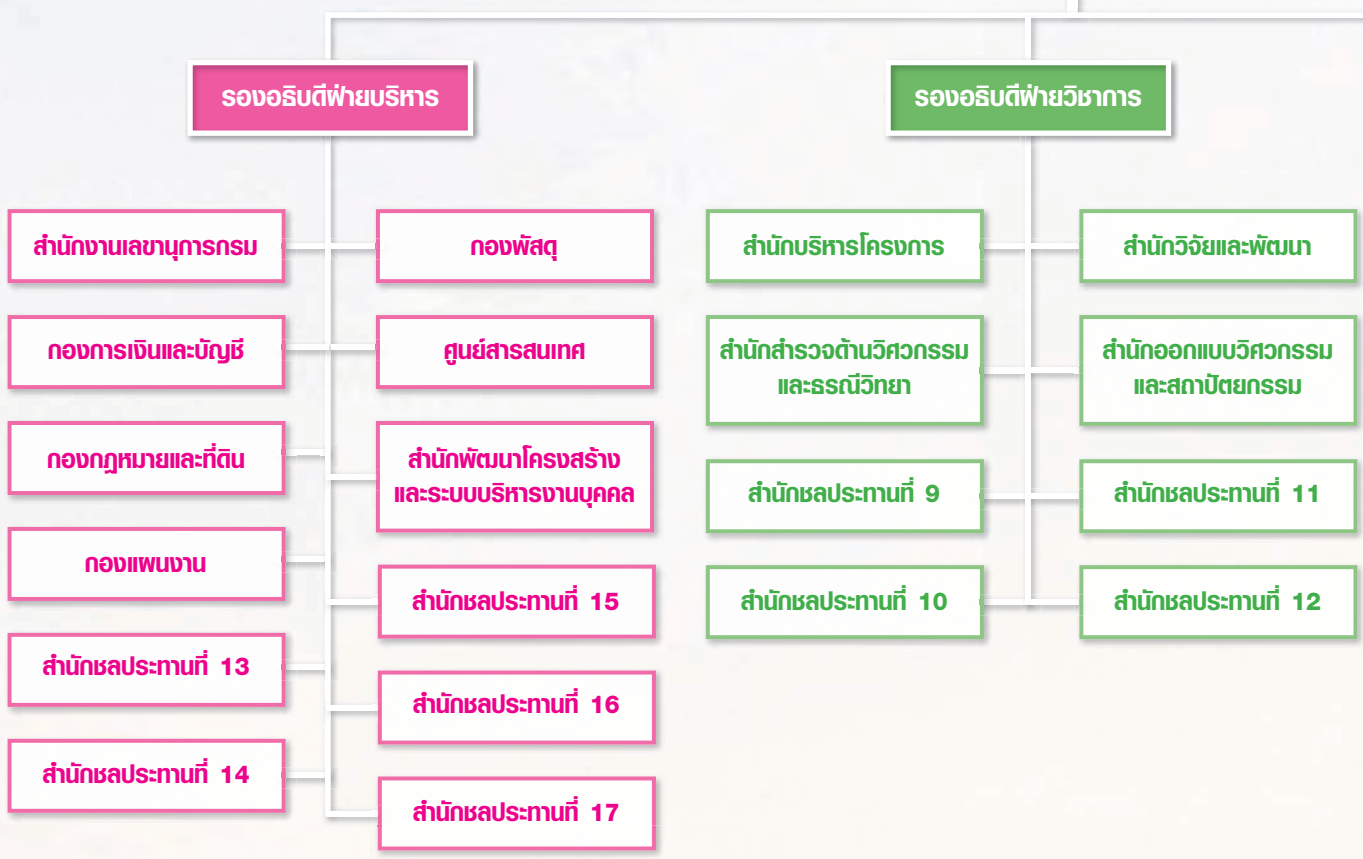 รองอธิบดีฝ่ายบริหาร
สำนักงานเลขานุการกรม
กองพัสดุ
กองการเงินและบัญชี
ศูนย์สารสนเทศ
กองกฎหมายและที่ดิน
สำนักพัฒนาโครงสร้าง
และระบบบริหารงานบุคคล
กองแผนงาน
สำนักชลประทานที่ 15
สำนักชลประทานที่ 13
สำนักชลประทานที่ 16
สำนักชลประทานที่ 14
สำนักชลประทานที่ 17
รองอธิบดีฝ่ายวิชาการ
สำนักบริหารโครงการ
สำนักวิจัยและพัฒนา
สำนักสำรวจด้านวิศวกรรม
และธรณีวิทยา
สำนักออกแบบวิศวกรรม
และสถาปัตยกรรม
สำนักชลประทานที่ 9
สำนักชลประทานที่ 11
สำนักชลประทานที่ 10
สำนักชลประทานที่ 12